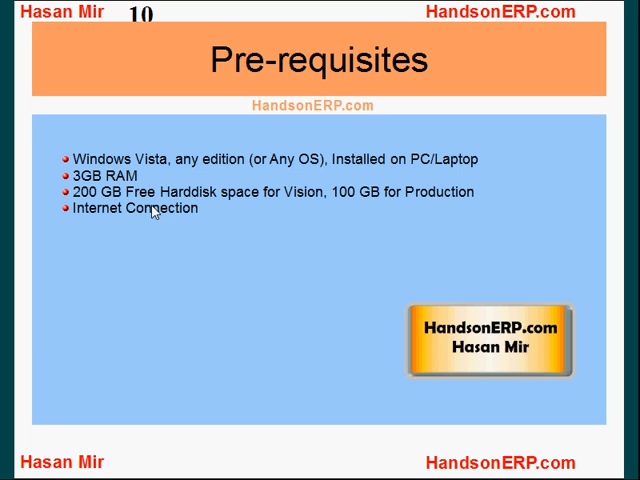 Hasan Mir 10 HandsonERP.com
Pre-requisites
HandsonERP.com
Windows Vista, any edition (or Any OS), Installed on PC/Laptop
3GB RAM
200 GB Free Harddisk space for Vision, 100 GB for Production
Internet Connection
HandsonERP.com
Hasan Mir
Hasan Mir HandsonERP.com